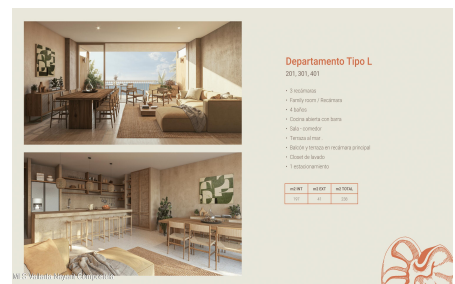 Departamento Tipo L
201, 301, 401
• 3 recámaras
• Family room / Recámara
• 4 baños
• Cocina abierta con barra
• Sala - comedor
• Terraza al mar
• Balcón y terraza en recámara principal
• Closet de lavado
• 1 estacionamiento
m2 INT m2 EXT m2 TOTAL
41